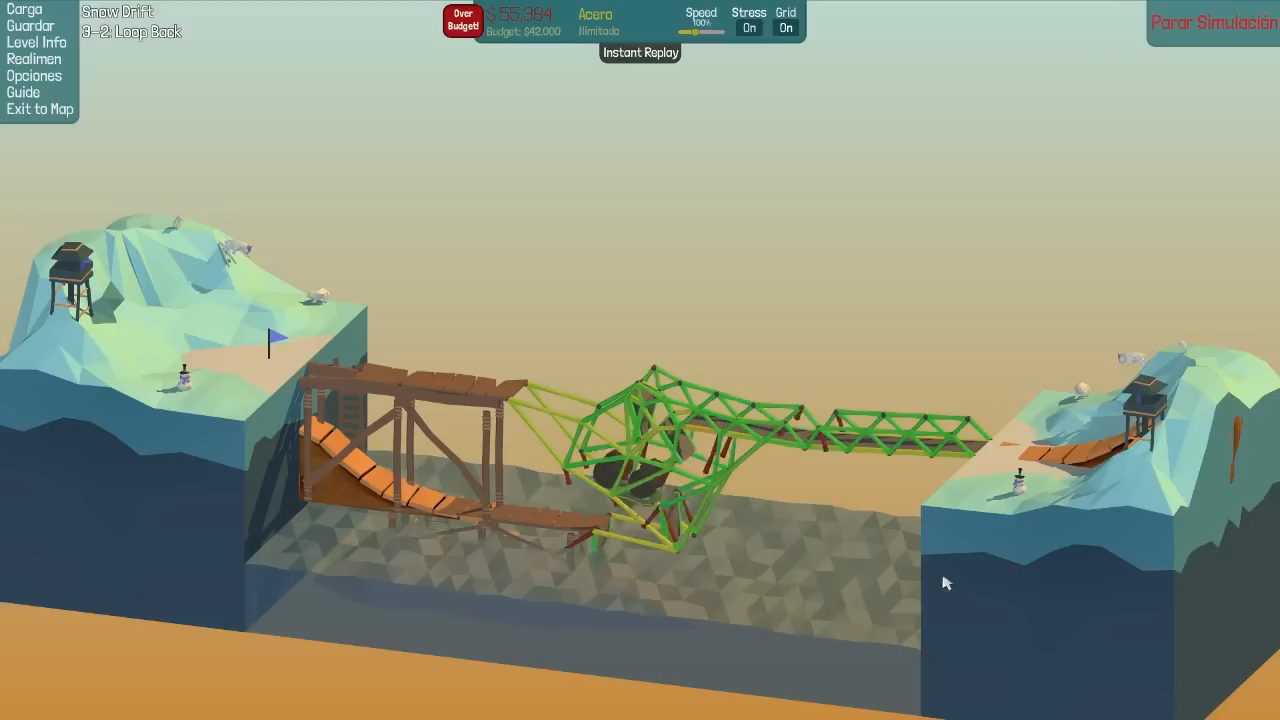 Carga
Guardar
Level Info
Realimen
Opciones
Guide
Exit to Map
Snow Drift
3-2. Loop Back
Over
Budget!
$ 55,384
Budget: $42,000
Acero
Ilimitado
Speed
100%
Stress
On
Grid
On
Instant Replay
Parar Simulación